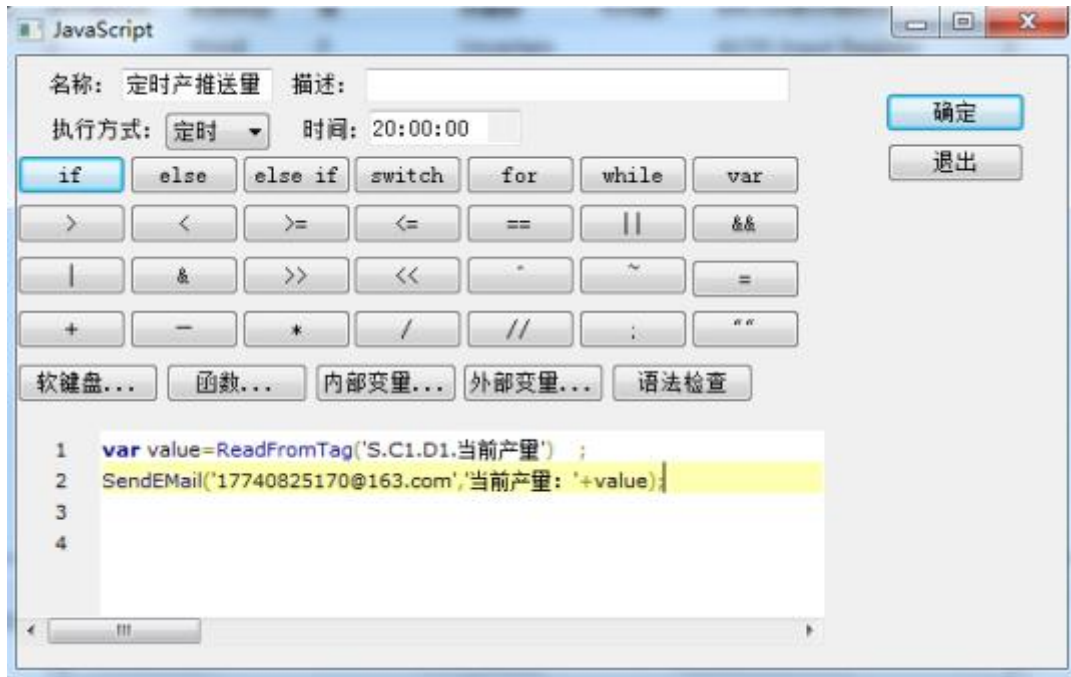 JavaScript
名称: 定时产推送量 描述:
执行方式: 定时 时间: 20:00:00
确定
退出
if else else if switch for while var
> < >= <= == || &&
| & >> << ^ ~ =
+ - * / // ; ""
软键盘... 函数... 内部变量... 外部变量... 语法检查
1 var value=ReadFromTag('S.C1.D1.当前产量') ;
2 SendEMail('17740825170@163.com','当前产量：'+value);
3
4